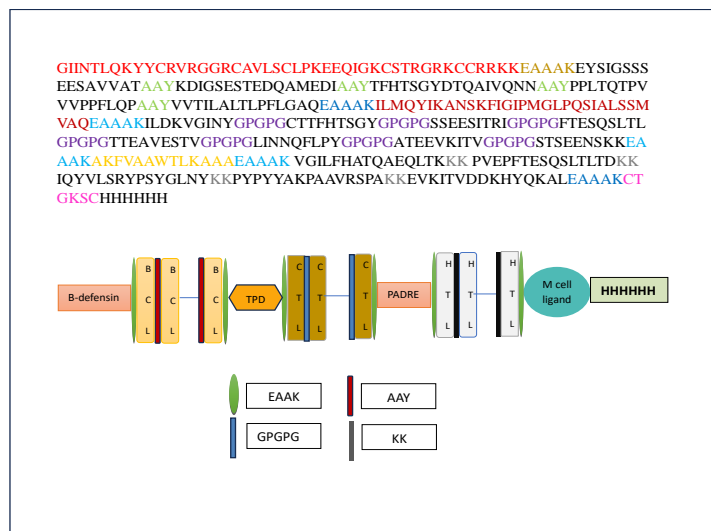 GIINTLQKYYCRVRGGRCAVLSCLPKEEQIGKCSTRGRKCCRRKKEAAAKEYSIGSSS
EESAVVATAAYKDIGSESTEDQAMEDIAAYTFHTSGYDTQAIVQNNAAYPPLTQTPV
VVPPFLQPAAYVVTILALTLPFLGAQEAAAKILMQYIKANSKFIGIPMGLPQSIALSSM
VAQEAAAKILDKVGINYGPGPGCTTFHTSGYGPGPGSSEESITRIGPGPGFTESQSLTL
GPGPGTTEAVESTVGPGPGLINNQFLPYGPGPGATEEVKITVGPGPGSTSEENSKKEA
AAKAKFVAAWTLKAAAEAAAK VGILFHATQAEQLTKKK PVEPFTESQSLTLTDKK
IQYVLSRYPSYGLNYKKPYPYYAKPAAVRSPAKKEVKITVDDKHYQKALEAAAKCT
GKSCHHHHHH
B-defensin
B C L
B C L
B C L
TPD
C T L
C T L
C T L
PADRE
H T L
H T L
H T L
M cell
ligand
HHHHHH
EAAK
AAY
GPGPG
KK